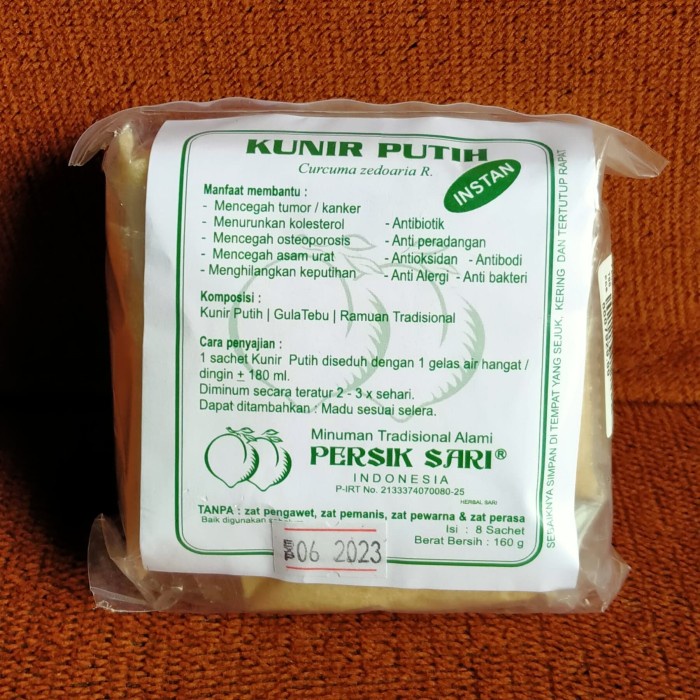 KUNIR PUTIH
Curcuma zedoaria R.
INSTAN
Manfaat membantu :
- Mencegah tumor / kanker
- Menurunkan kolesterol - Antibiotik
- Mencegah osteoporosis - Anti peradangan
- Mencegah asam urat - Antioksidan - Antibodi
- Menghilangkan keputihan - Anti Alergi - Anti bakteri
Komposisi :
Kunir Putih | GulaTebu | Ramuan Tradisional
Cara penyajian :
1 sachet Kunir Putih diseduh dengan 1 gelas air hangat /
dingin ± 180 ml.
Diminum secara teratur 2 - 3 x sehari.
Dapat ditambahkan : Madu sesuai selera.
Minuman Tradisional Alami
PERSIK SARI®
INDONESIA
P-IRT No. 2133374070080-25
HERBAL SARI
TANPA : zat pengawet, zat pemanis, zat pewarna & zat perasa
Baik digunakan
Isi : 8 Sachet
Berat Bersih : 160 g
06 2023
SEBAIKNYA SIMPAN DI TEMPAT YANG SEJUK, KERING DAN TERTUTUP RAPAT